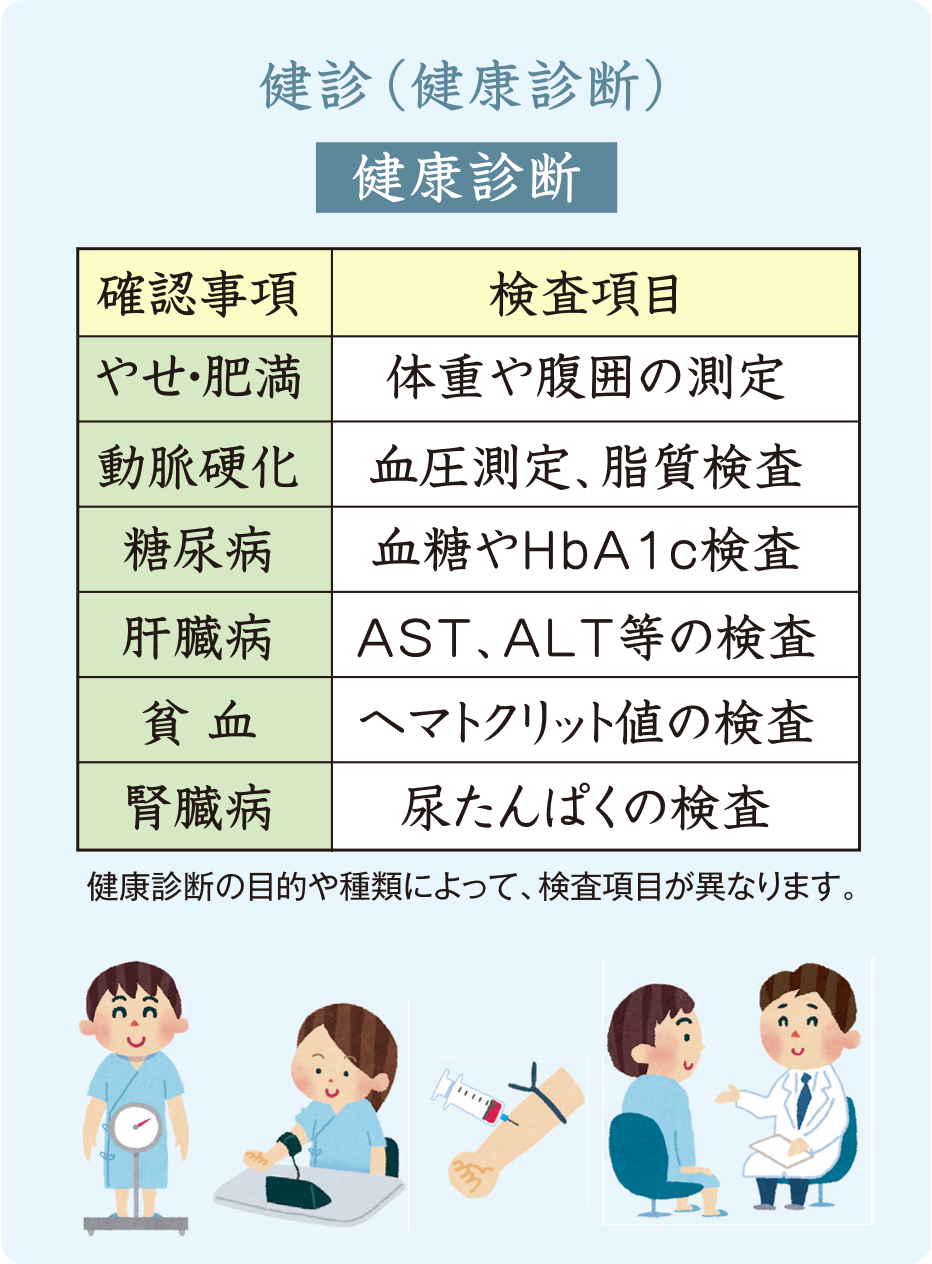 健診（健康診断）
健康診断
確認事項 検査項目
やせ・肥満 体重や腹囲の測定
動脈硬化 血圧測定、脂質検査
糖尿病 血糖やHbA1c検査
肝臓病 AST、ALT等の検査
貧血 ヘマトクリット値の検査
腎臓病 尿たんぱくの検査
健康診断の目的や種類によって、検査項目が異なります。